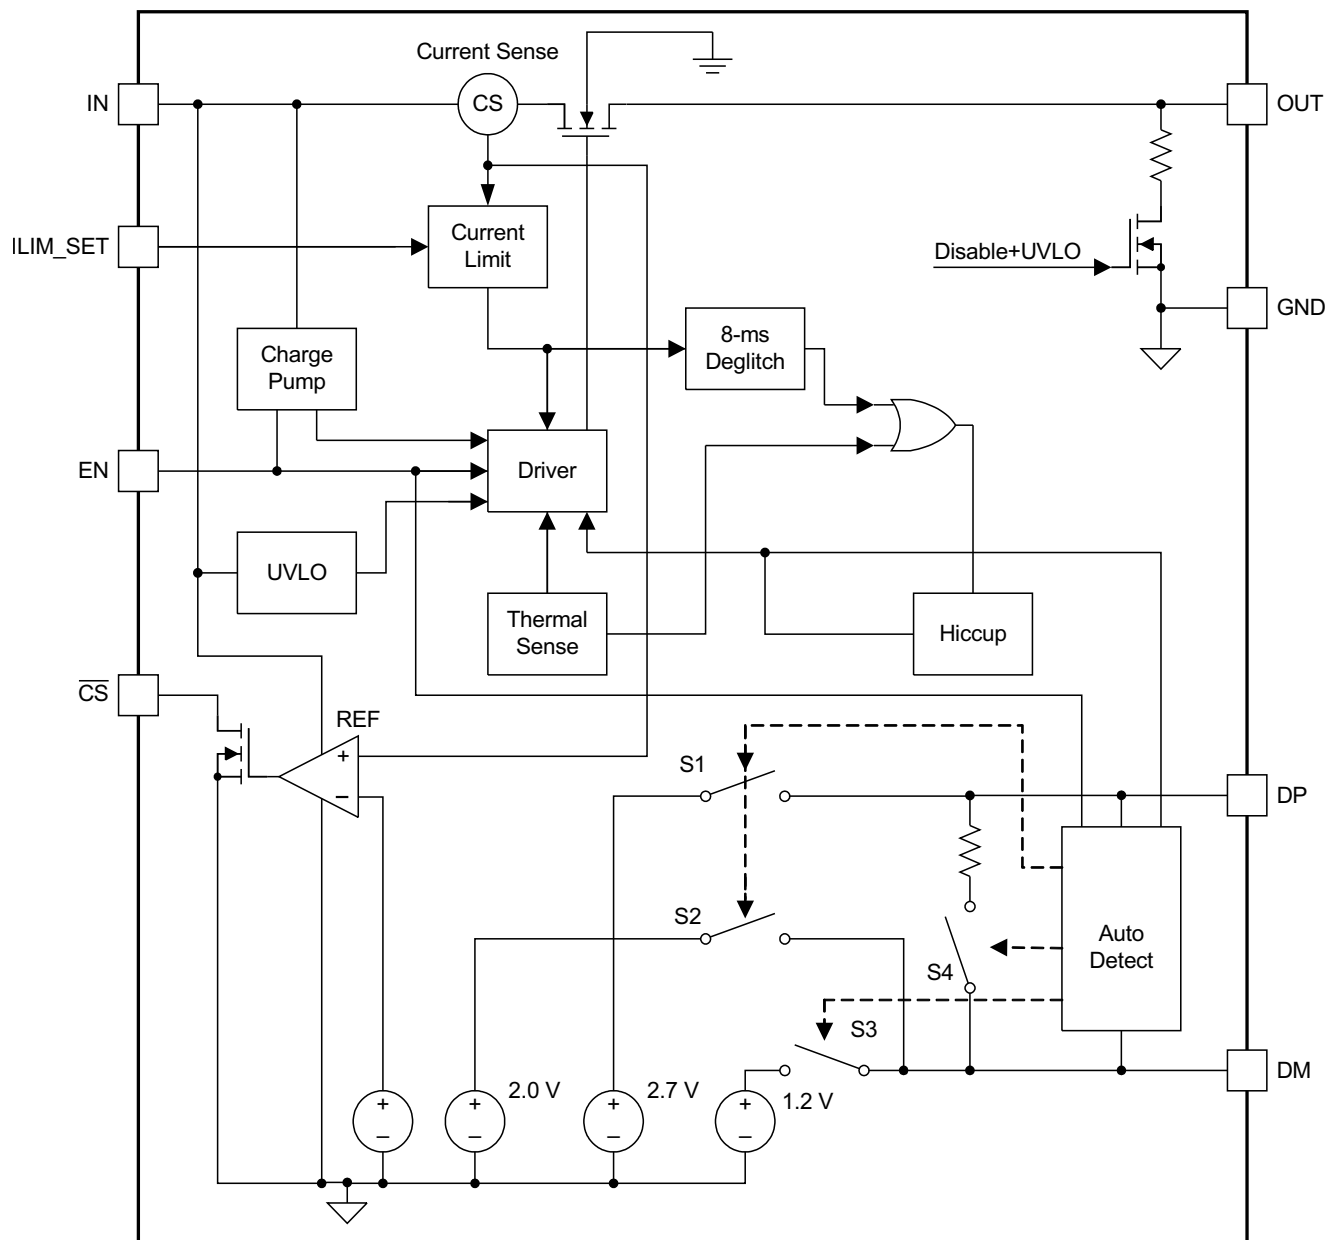 Current Sense
IN
CS
OUT
ILIM_SET
Current
Limit
Disable+UVLO
GND
Charge
Pump
8-ms
Deglitch
EN
Driver
UVLO
Thermal
Sense
Hiccup
CS
REF
+
−
S1
DP
S2
S4
Auto
Detect
S3
DM
2.0 V
2.7 V
1.2 V
+
−
+
−
+
−
+
−